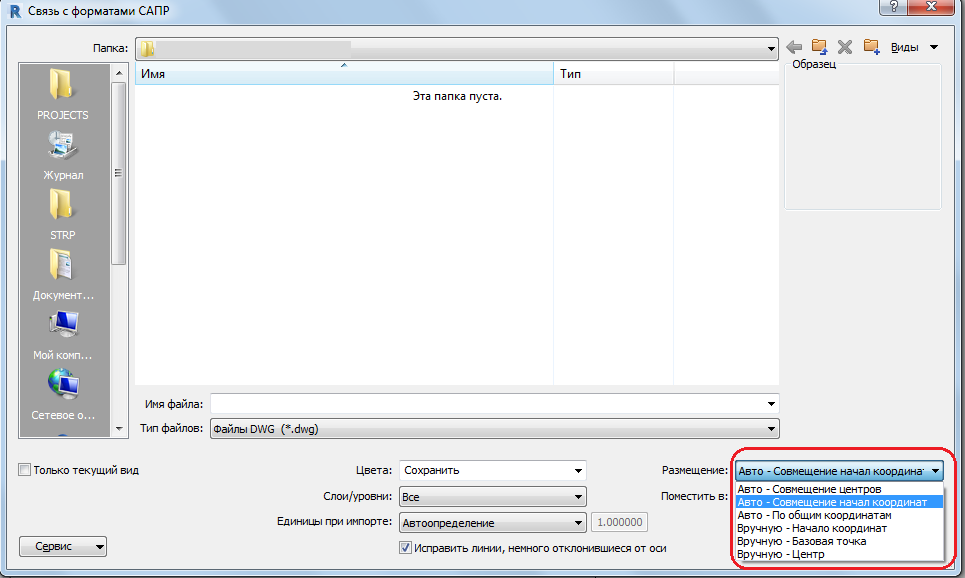 Связь с форматами САПР
Папка:
Виды
Имя
Тип
Образец
Эта папка пуста.
PROJECTS
Журнал
STRP
Документ...
Мой комп...
Сетевое о...
Имя файла:
Тип файлов: Файлы DWG (*.dwg)
Только текущий вид
Цвета: Сохранить
Размещение: Авто - Совмещение начал координат
Слои/уровни: Все
Поместить в:
Авто - Совмещение центров
Авто - Совмещение начал координат
Авто - По общим координатам
Вручную - Начало координат
Вручную - Базовая точка
Вручную - Центр
Единицы при импорте: Автоопределение 1.000000
Сервис
Исправить линии, немного отклонившиеся от оси